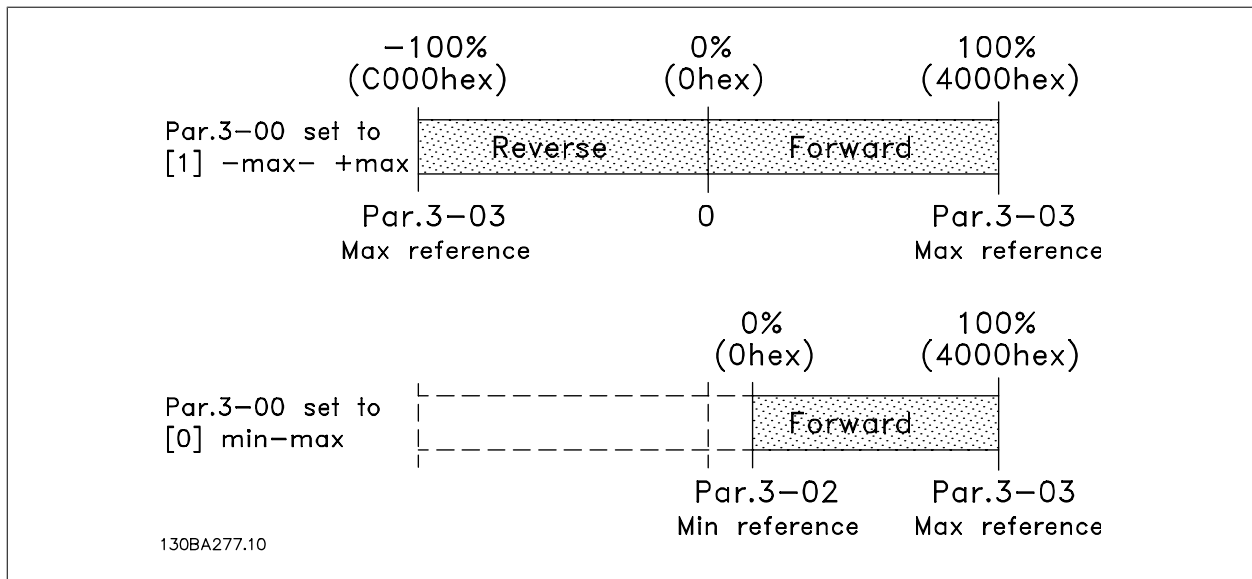 -100%
(C000hex)
0%
(0hex)
100%
(4000hex)
Par.3-00 set to
[1] -max- +max
Reverse
Forward
Par.3-03
Max reference
0
Par.3-03
Max reference
0%
(0hex)
100%
(4000hex)
Par.3-00 set to
[0] min-max
Forward
Par.3-02
Min reference
Par.3-03
Max reference
130BA277.10